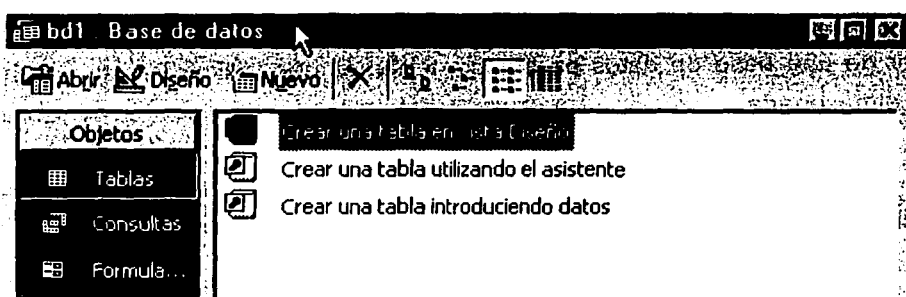 bd1 : Base de datos
Abrir Diseño Nuevo
Objetos
Tablas
Consultas
Formula...
Crear una tabla en vista Diseño
Crear una tabla utilizando el asistente
Crear una tabla introduciendo datos